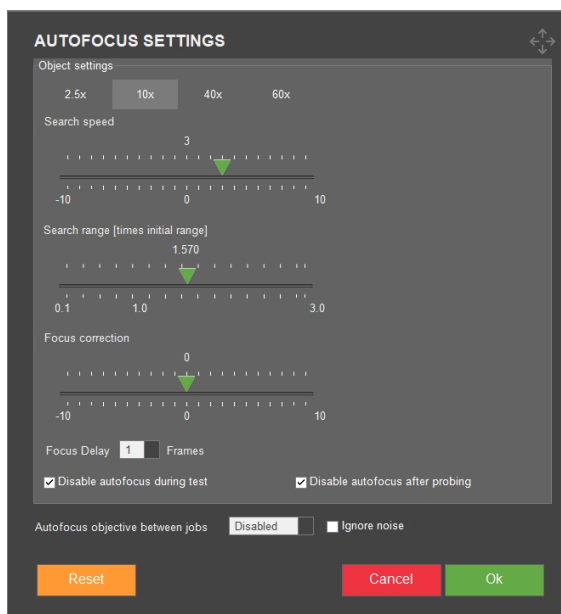 AUTOFOCUS SETTINGS
Object settings
2.5x 10x 40x 60x
Search speed
3
-10 0 10
Search range [times initial range]
1.570
0.1 1.0 3.0
Focus correction
0
-10 0 10
Focus Delay 1 Frames
Disable autofocus during test Disable autofocus after probing
Autofocus objective between jobs Disabled Ignore noise
Reset Cancel Ok